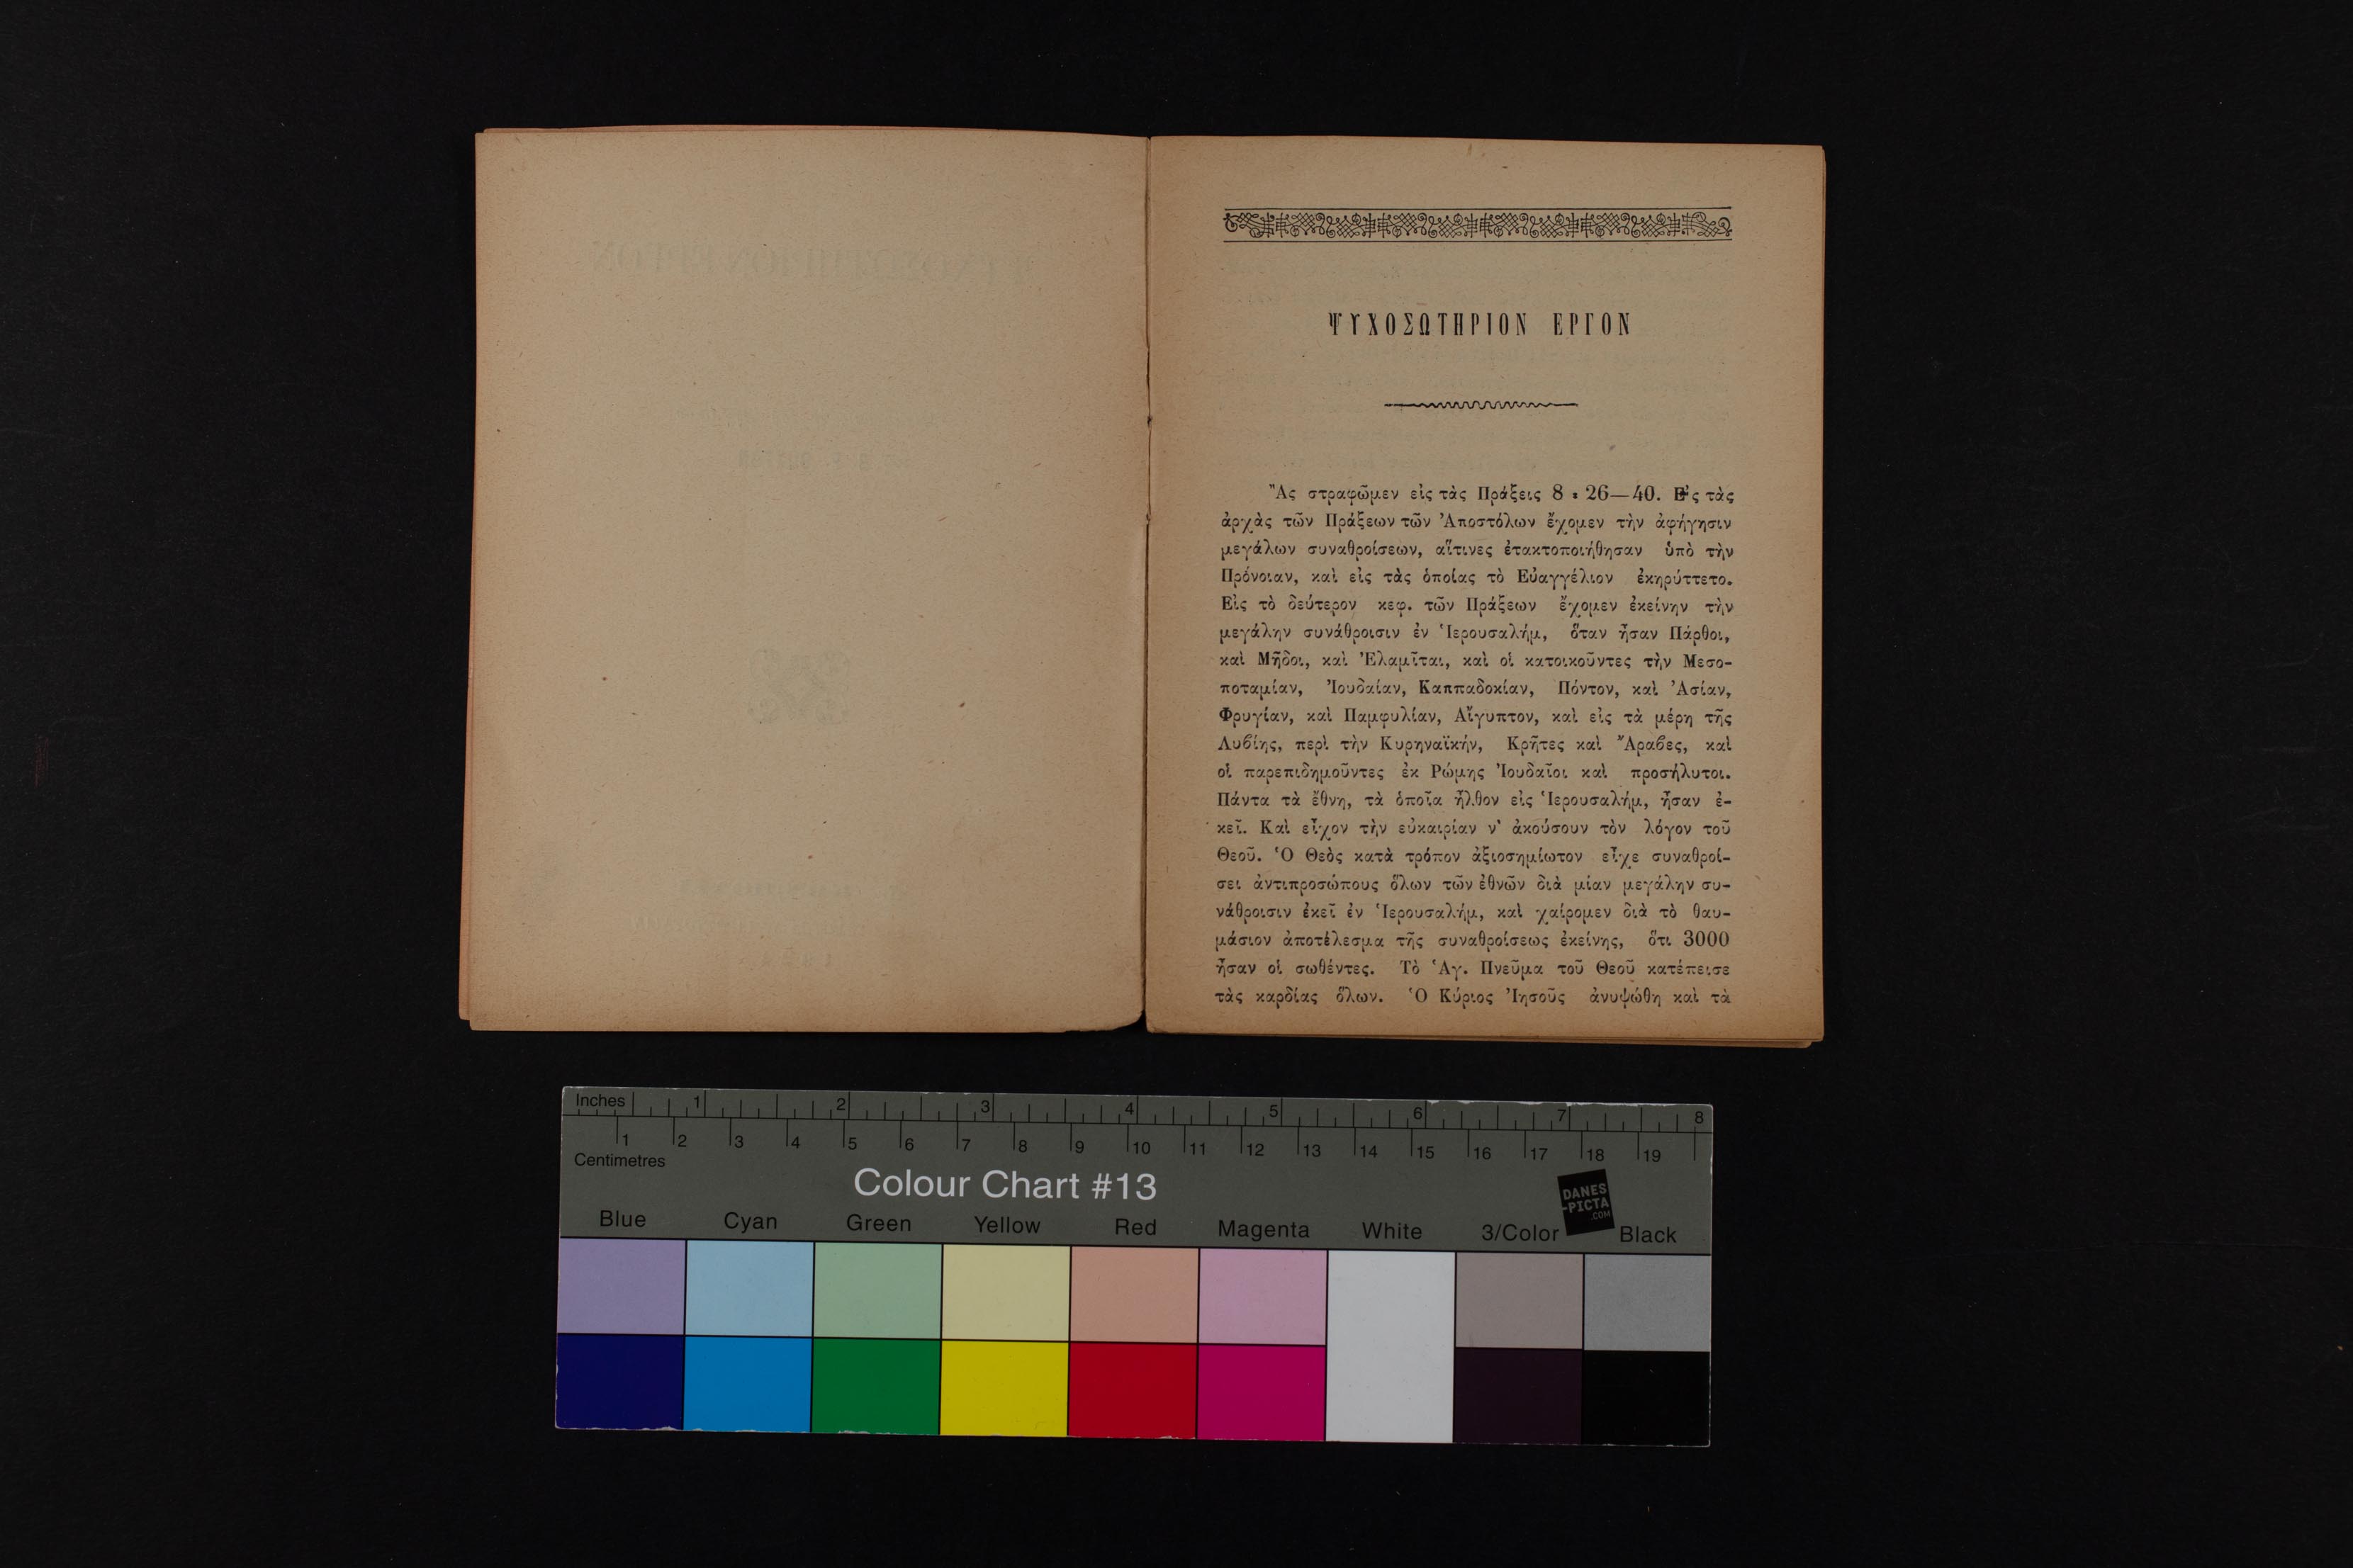 ΨΥΧΟΣΩΤΗΡΙΟΝ ΕΡΓΟΝ
Ἂς στραφῶμεν εἰς τὰς Πράξεις 8 : 26—40. Εἰς τὰς
ἀρχὰς τῶν Πράξεων τῶν Ἀποστόλων ἔχομεν τὴν ἀφήγησιν
μεγάλων συναθροίσεων, αἵτινες ἐτακτοποιήθησαν ὑπὸ τὴν
Πρόνοιαν, καὶ εἰς τὰς ὁποίας τὸ Εὐαγγέλιον ἐκηρύττετο.
Εἰς τὸ δεύτερον κεφ. τῶν Πράξεων ἔχομεν ἐκείνην τὴν
μεγάλην συνάθροισιν ἐν Ἱερουσαλήμ, ὅταν ἦσαν Πάρθοι,
καὶ Μῆδοι, καὶ Ἐλαμῖται, καὶ οἱ κατοικοῦντες τὴν Μεσο-
ποταμίαν, Ἰουδαίαν, Καππαδοκίαν, Πόντον, καὶ Ἀσίαν,
Φρυγίαν, καὶ Παμφυλίαν, Αἴγυπτον, καὶ εἰς τὰ μέρη τῆς
Λυβίης, περὶ τὴν Κυρηναϊκήν, Κρῆτες καὶ Ἄραβες, καὶ
οἱ παρεπιδημοῦντες ἐκ Ρώμης Ἰουδαῖοι καὶ προσήλυτοι.
Πάντα τὰ ἔθνη, τὰ ὁποῖα ἦλθον εἰς Ἱερουσαλήμ, ἦσαν ἐ-
κεῖ. Καὶ εἶχον τὴν εὐκαιρίαν ν' ἀκούσουν τὸν λόγον τοῦ
Θεοῦ. Ὁ Θεὸς κατὰ τρόπον ἀξιοσημίωτον εἶχε συναθροί-
σει ἀντιπροσώπους ὅλων τῶν ἐθνῶν διὰ μίαν μεγάλην συ-
νάθροισιν ἐκεῖ ἐν Ἱερουσαλήμ, καὶ χαίρομεν διὰ τὸ θαυ-
μάσιον ἀποτέλεσμα τῆς συναθροίσεως ἐκείνης, ὅτι 3000
ἦσαν οἱ σωθέντες. Τὸ Ἁγ. Πνεῦμα τοῦ Θεοῦ κατέπεισε
τὰς καρδίας ὅλων. Ὁ Κύριος Ἰησοῦς ἀνυψώθη καὶ τὰ
Inches 1 2 3 4 5 6 7 8
1 2 3 4 5 6 7 8 9 10 11 12 13 14 15 16 17 18 19
Centimetres
Colour Chart #13
DANES
-PICTA
.COM
Blue Cyan Green Yellow Red Magenta White 3/Color Black